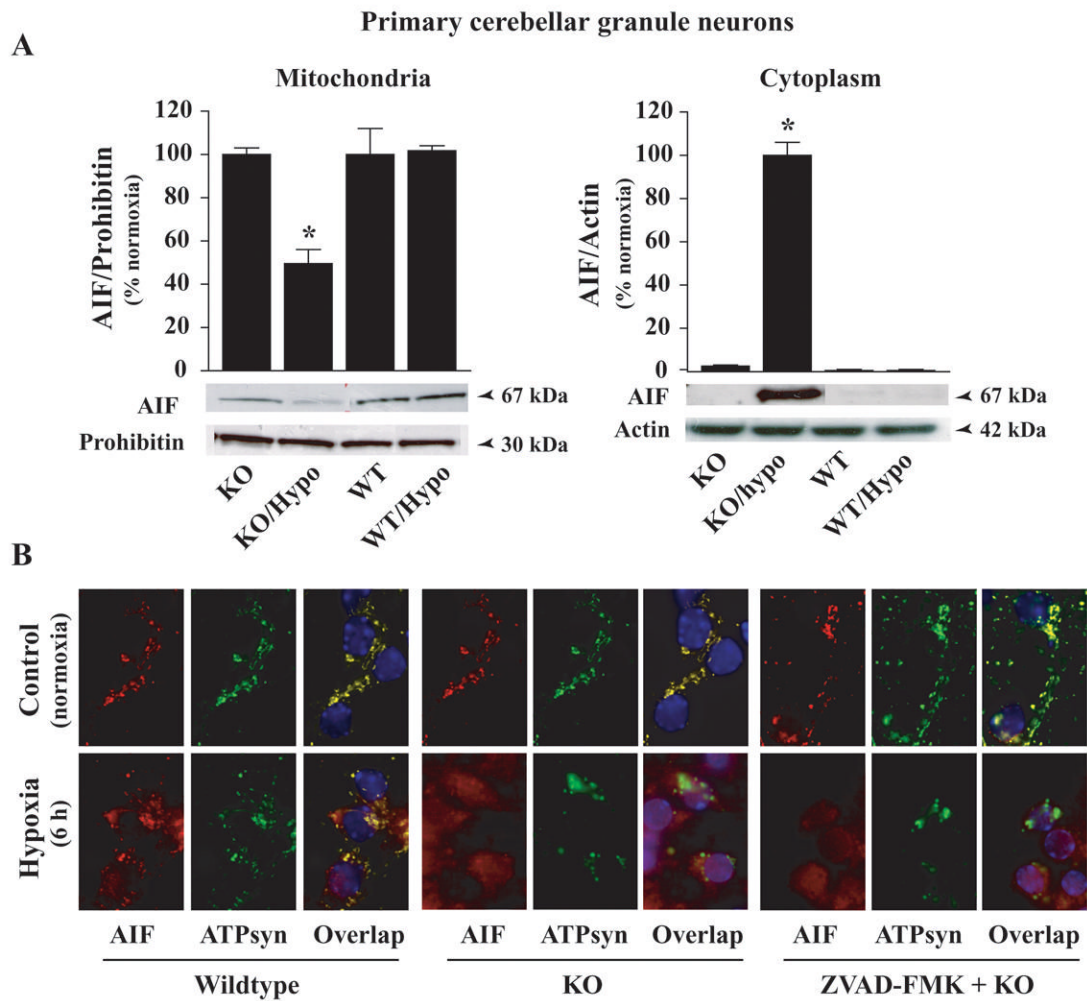 Primary cerebellar granule neurons
A
Mitochondria
AIF/Prohibitin
(% normoxia)
120
100
80
60
40
20
0
*
AIF
67 kDa
Prohibitin
30 kDa
KO
KO/Hypo
WT
WT/Hypo
Cytoplasm
AIF/Actin
(% normoxia)
120
100
80
60
40
20
0
*
AIF
67 kDa
Actin
42 kDa
KO
KO/hypo
WT
WT/Hypo
B
Control
(normoxia)
Hypoxia
(6 h)
AIF ATPsyn Overlap AIF ATPsyn Overlap AIF ATPsyn Overlap
Wildtype KO ZVAD-FMK + KO